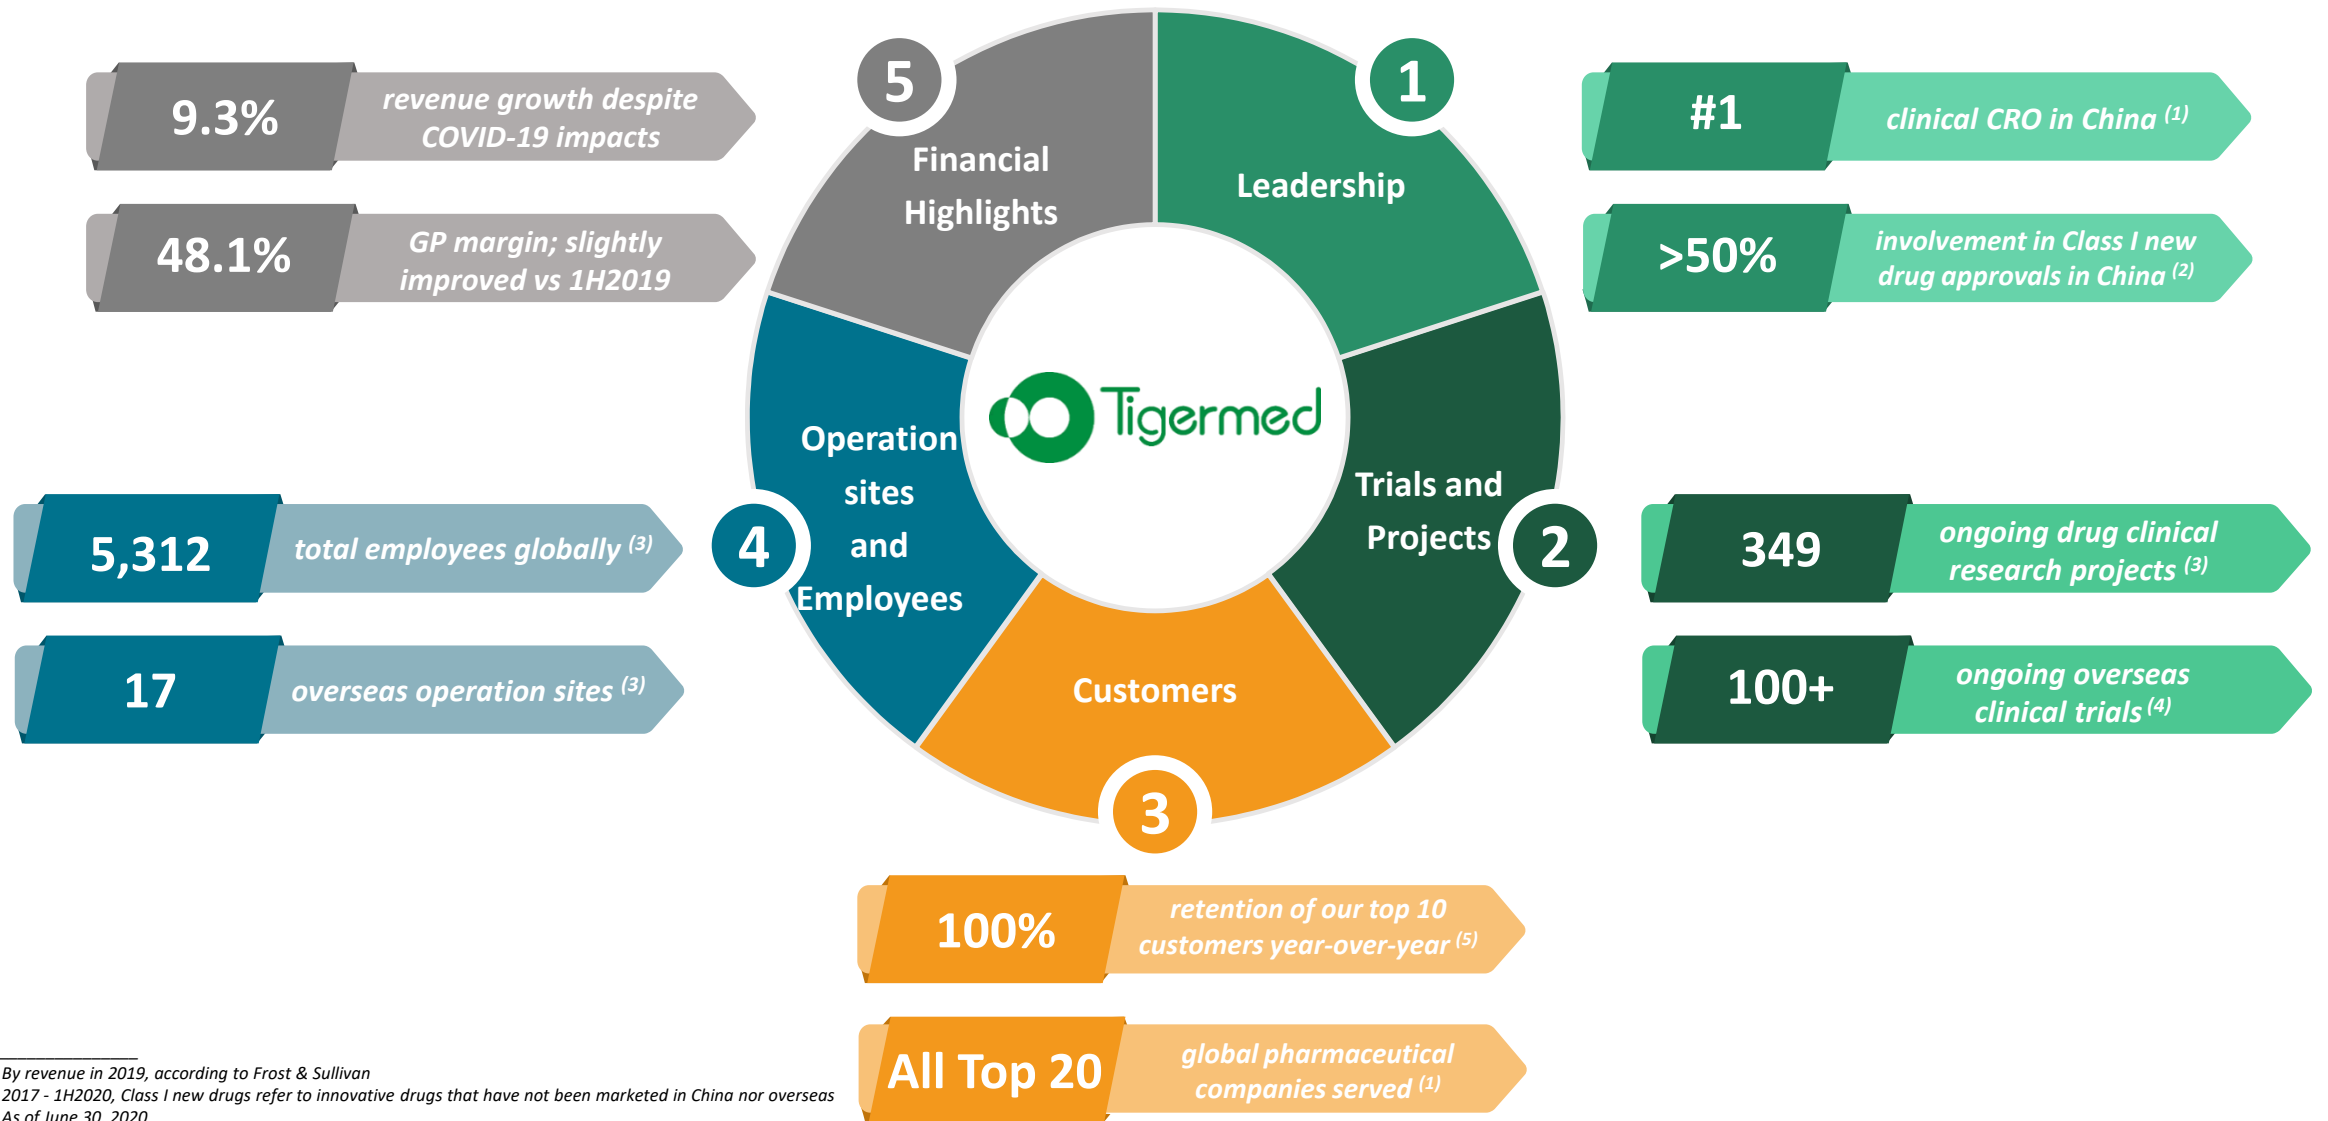 5
Financial
Highlights
9.3%
revenue growth despite
COVID-19 impacts
48.1%
GP margin; slightly
improved vs 1H2019
1
Leadership
#1
clinical CRO in China (1)
>50%
involvement in Class I new
drug approvals in China (2)
Tigermed
Operation
sites
and
Employees
4
5,312
total employees globally (3)
17
overseas operation sites (3)
Trials and
Projects
2
349
ongoing drug clinical
research projects (3)
100+
ongoing overseas
clinical trials (4)
Customers
3
100%
retention of our top 10
customers year-over-year (5)
All Top 20
global pharmaceutical
companies served (1)
By revenue in 2019, according to Frost & Sullivan
2017 - 1H2020, Class I new drugs refer to innovative drugs that have not been marketed in China nor overseas
As of June 30, 2020